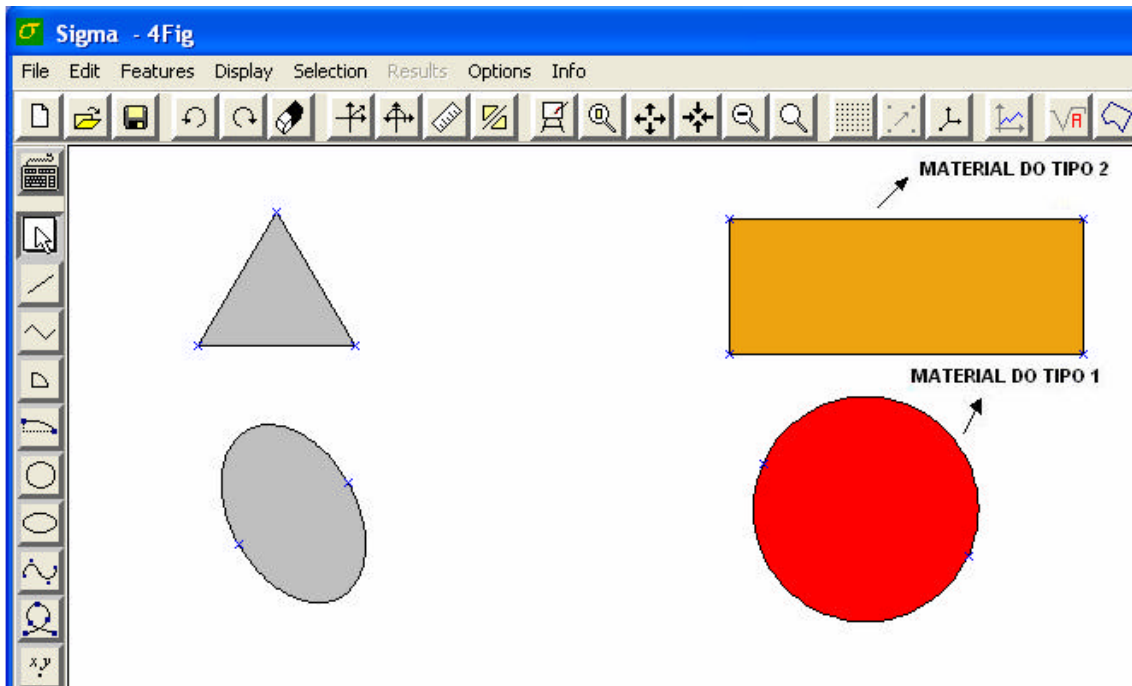 σ Sigma - 4Fig
File Edit Features Display Selection Results Options Info
MATERIAL DO TIPO 2
MATERIAL DO TIPO 1
x,y